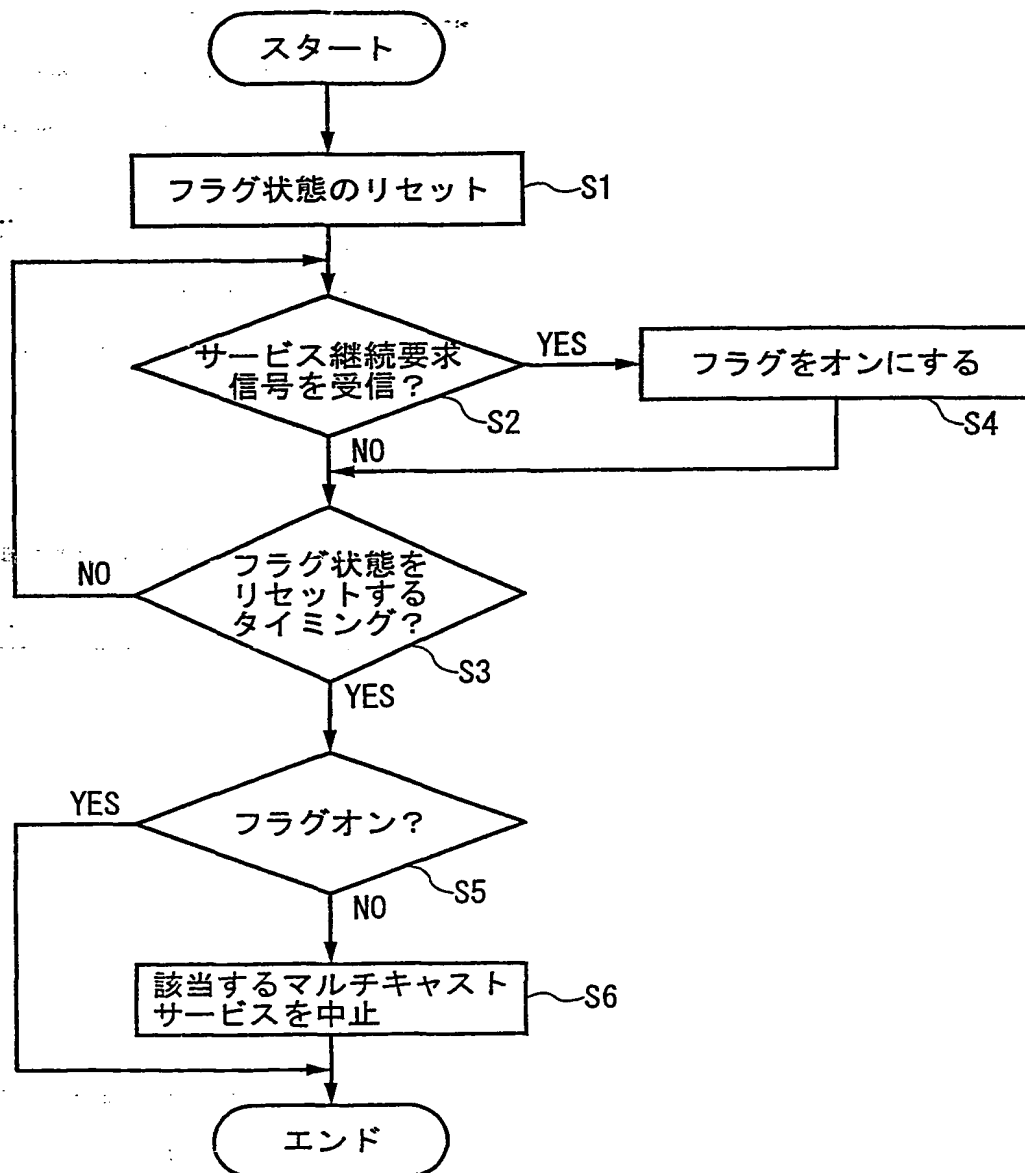 スタート
フラグ状態のリセット
S1
サービス継続要求
信号を受信？
S2
YES
フラグをオンにする
S4
NO
フラグ状態を
リセットする
タイミング？
S3
NO
YES
フラグオン？
S5
YES
NO
該当するマルチキャスト
サービスを中止
S6
エンド